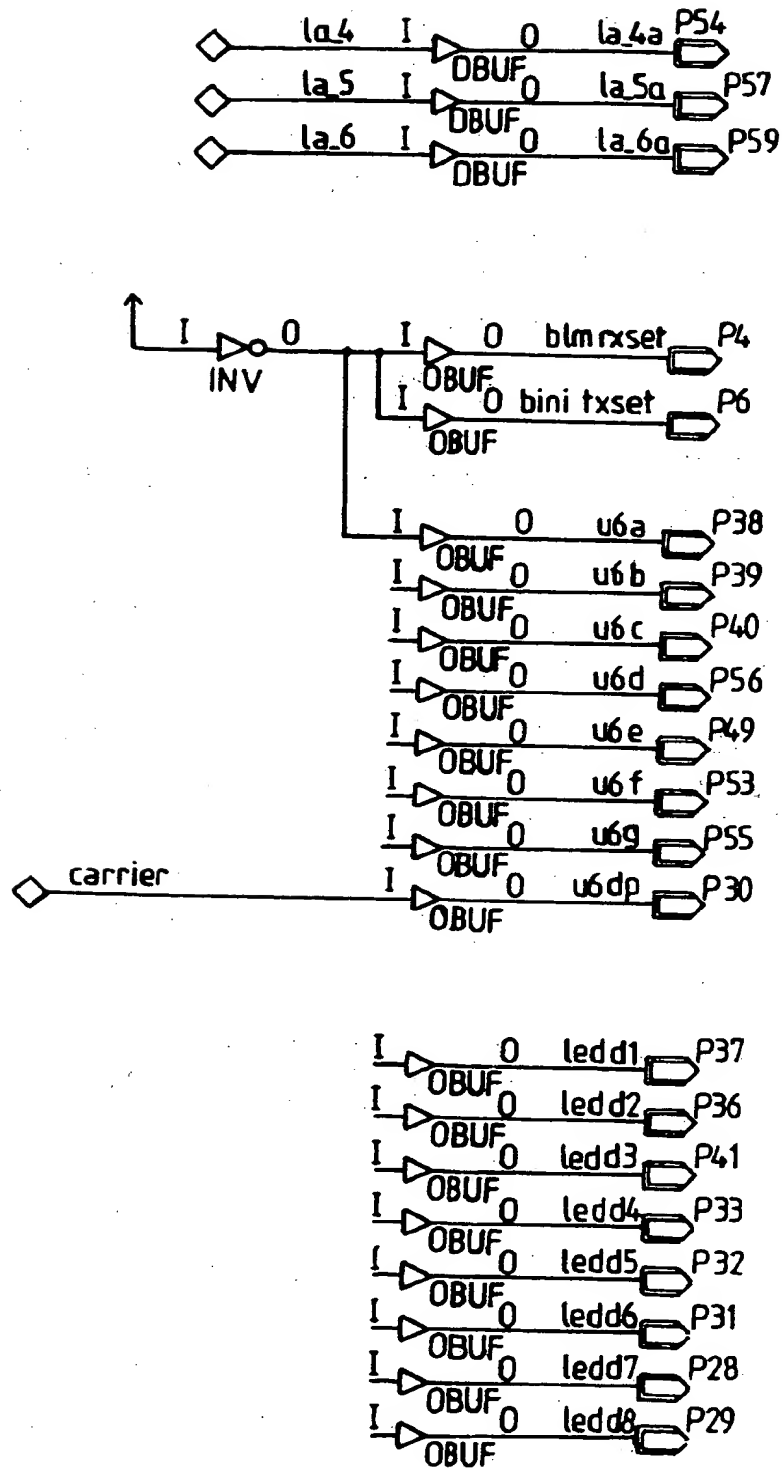 la_4 I O la_4a P54
OBUF
la_5 I O la_5a P57
OBUF
la_6 I O la_6a P59
OBUF
I O I O blmrxset P4
INV OBUF
I O bini txset P6
OBUF
I O u6a P38
OBUF
I O u6b P39
OBUF
I O u6c P40
OBUF
I O u6d P56
OBUF
I O u6e P49
OBUF
I O u6f P53
OBUF
I O u6g P55
OBUF
carrier I O u6dp P30
OBUF
I O ledd1 P37
OBUF
I O ledd2 P36
OBUF
I O ledd3 P41
OBUF
I O ledd4 P33
OBUF
I O ledd5 P32
OBUF
I O ledd6 P31
OBUF
I O ledd7 P28
OBUF
I O ledd8 P29
OBUF